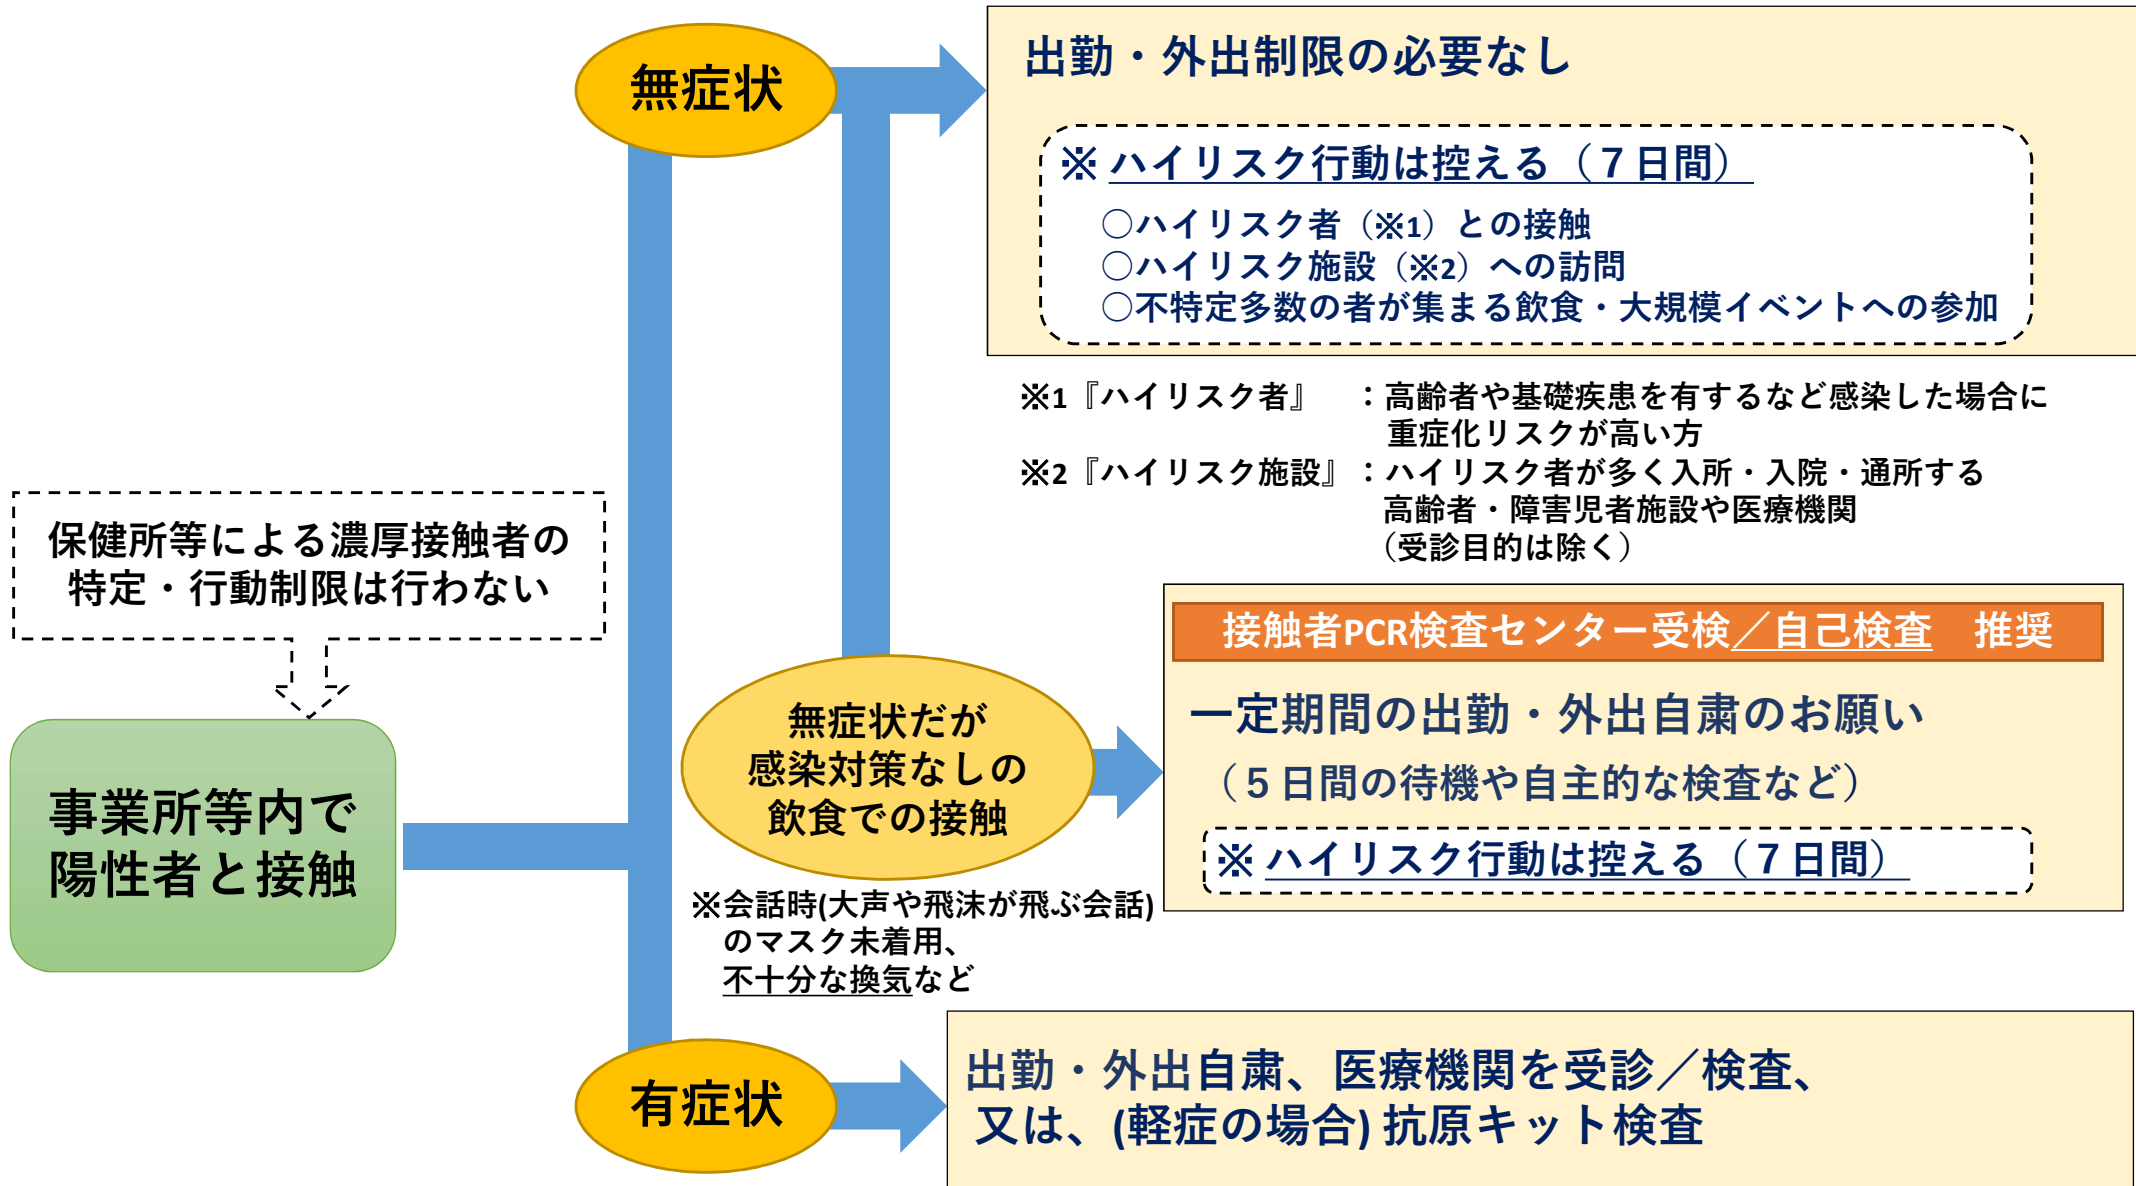 無症状
出勤・外出制限の必要なし
※ ハイリスク行動は控える（７日間）
○ハイリスク者（※1）との接触
○ハイリスク施設（※2）への訪問
○不特定多数の者が集まる飲食・大規模イベントへの参加
※1『ハイリスク者』　：高齢者や基礎疾患を有するなど感染した場合に
重症化リスクが高い方
※2『ハイリスク施設』：ハイリスク者が多く入所・入院・通所する
高齢者・障害児者施設や医療機関
（受診目的は除く）
保健所等による濃厚接触者の
特定・行動制限は行わない
事業所等内で
陽性者と接触
無症状だが
感染対策なしの
飲食での接触
※会話時(大声や飛沫が飛ぶ会話)
のマスク未着用、
不十分な換気など
接触者PCR検査センター受検／自己検査　推奨
一定期間の出勤・外出自粛のお願い
（５日間の待機や自主的な検査など）
※ ハイリスク行動は控える（７日間）
有症状
出勤・外出自粛、医療機関を受診／検査、
又は、(軽症の場合) 抗原キット検査